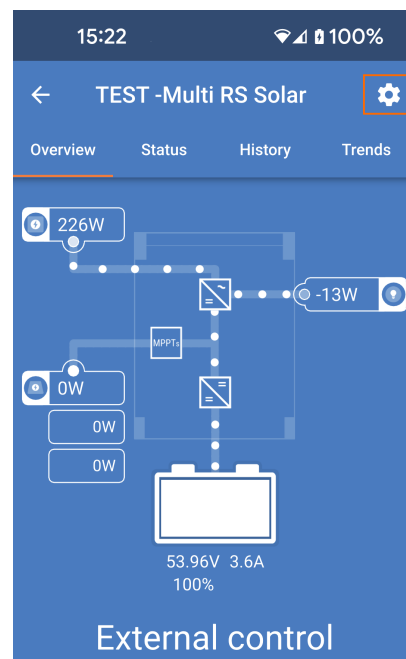 15:22 100%
TEST -Multi RS Solar
Overview Status History Trends
226W
-13W
MPPTs
0W
0W
0W
53.96V 3.6A
100%
External control